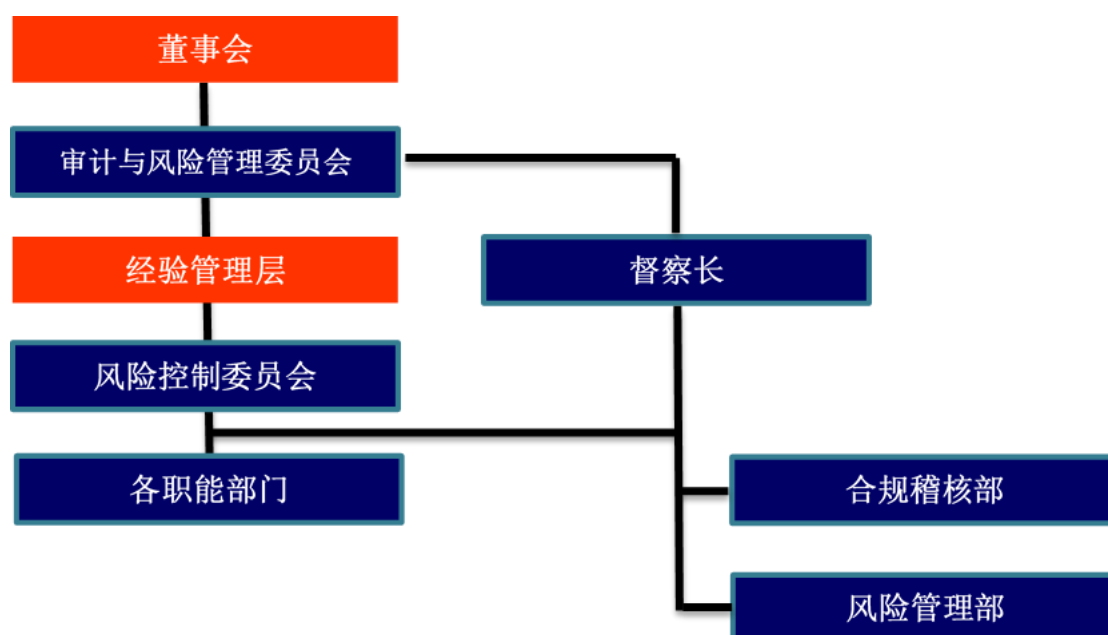 董事会
审计与风险管理委员会
经验管理层
督察长
风险控制委员会
各职能部门
合规稽核部
风险管理部